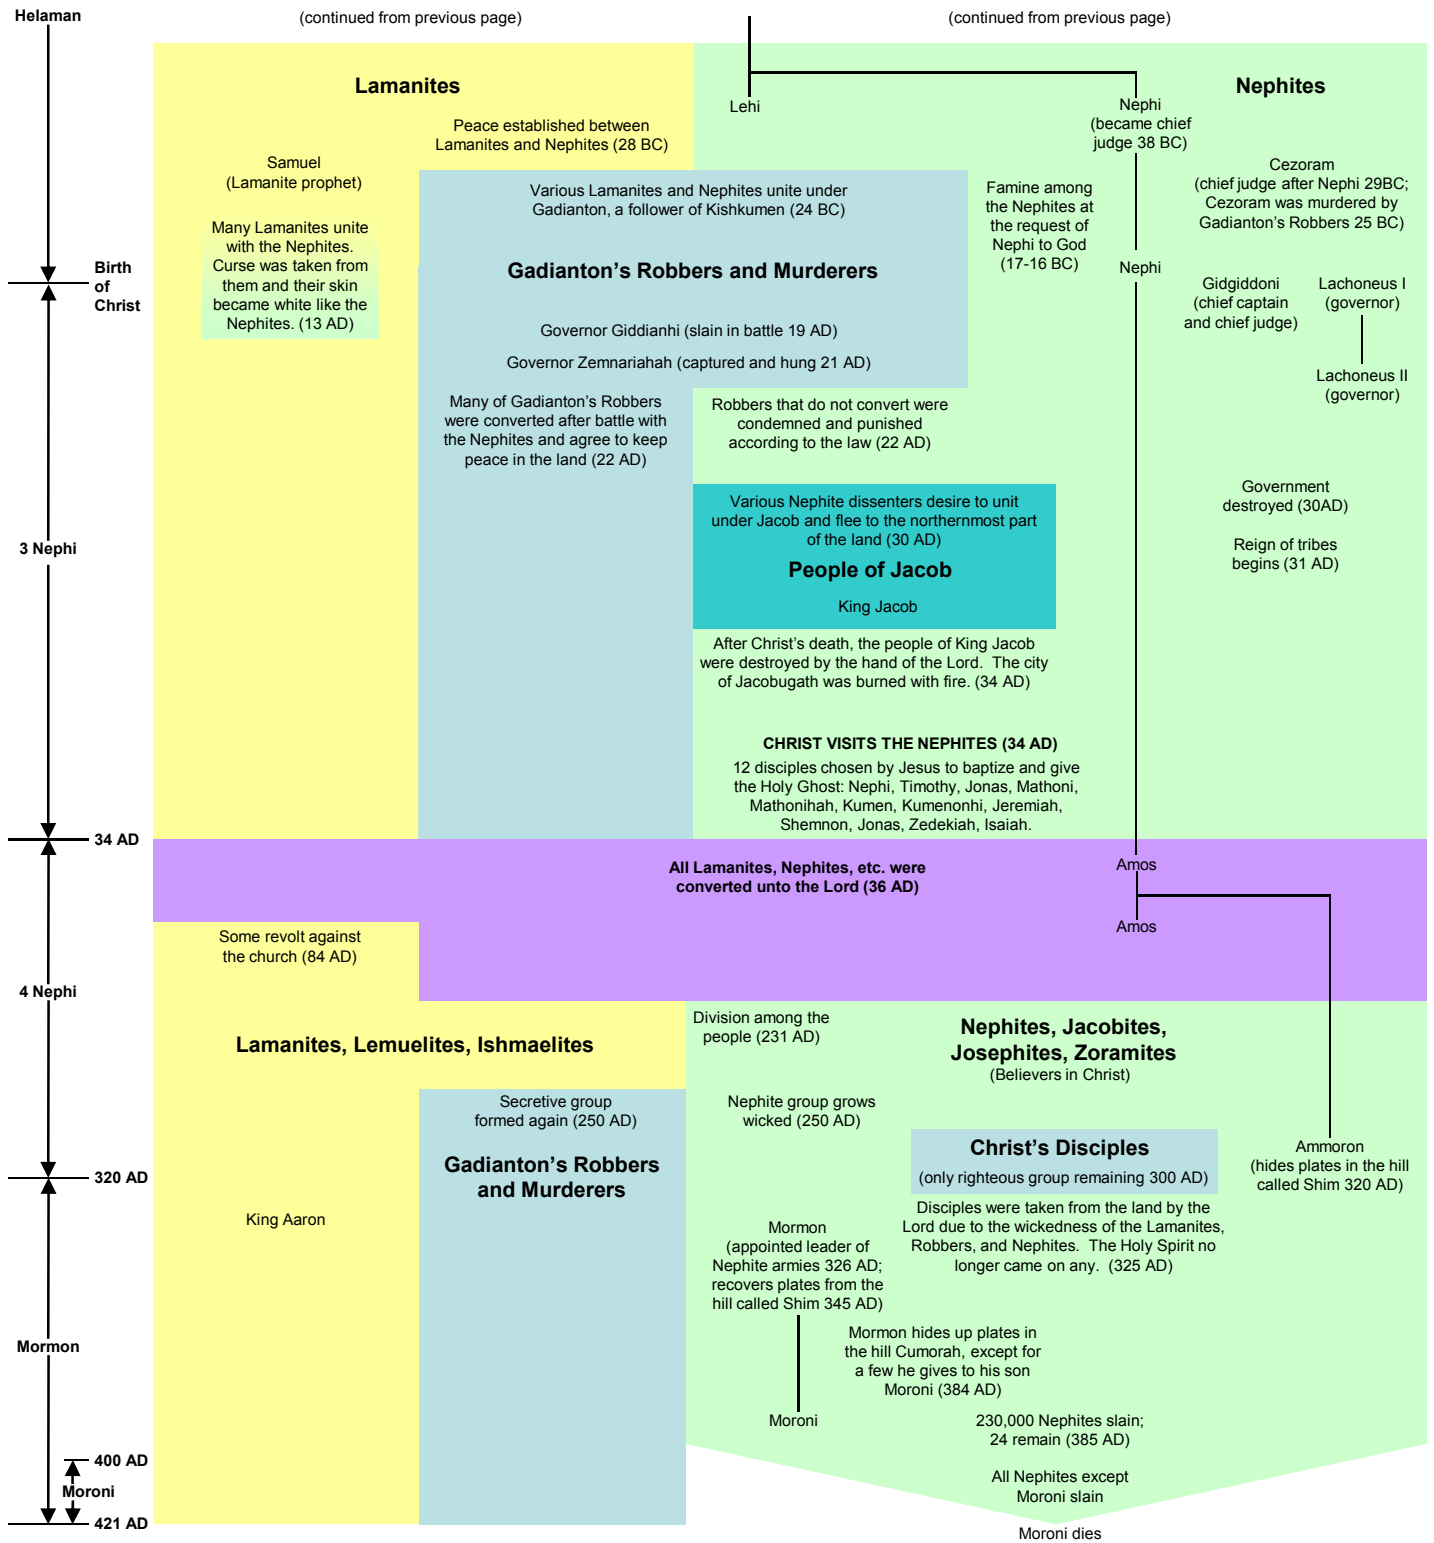 Helaman
(continued from previous page)
(continued from previous page)
Lamanites
Nephites
Lehi
Nephi
(became chief
judge 38 BC)
Peace established between
Lamanites and Nephites (28 BC)
Samuel
(Lamanite prophet)
Cezoram
(chief judge after Nephi 29BC;
Cezoram was murdered by
Gadianton's Robbers 25 BC)
Various Lamanites and Nephites unite under
Gadianton, a follower of Kishkumen (24 BC)
Famine among
the Nephites at
the request of
Nephi to God
(17-16 BC)
Many Lamanites unite
with the Nephites.
Curse was taken from
them and their skin
became white like the
Nephites. (13 AD)
Birth
of
Christ
Gadianton's Robbers and Murderers
Nephi
Gidgiddoni
(chief captain
and chief judge)
Lachoneus I
(governor)
Governor Giddianhi (slain in battle 19 AD)
Governor Zemnariahah (captured and hung 21 AD)
Lachoneus II
(governor)
Many of Gadianton's Robbers
were converted after battle with
the Nephites and agree to keep
peace in the land (22 AD)
Robbers that do not convert were
condemned and punished
according to the law (22 AD)
Government
destroyed (30AD)
Various Nephite dissenters desire to unit
under Jacob and flee to the northernmost part
of the land (30 AD)
3 Nephi
Reign of tribes
begins (31 AD)
People of Jacob
King Jacob
After Christ's death, the people of King Jacob
were destroyed by the hand of the Lord.  The city
of Jacobugath was burned with fire. (34 AD)
CHRIST VISITS THE NEPHITES (34 AD)
12 disciples chosen by Jesus to baptize and give
the Holy Ghost: Nephi, Timothy, Jonas, Mathoni,
Mathonihah, Kumen, Kumenonhi, Jeremiah,
Shemnon, Jonas, Zedekiah, Isaiah.
34 AD
All Lamanites, Nephites, etc. were
converted unto the Lord (36 AD)
Amos
Amos
Some revolt against
the church (84 AD)
4 Nephi
Division among the
people (231 AD)
Nephites, Jacobites,
Josephites, Zoramites
(Believers in Christ)
Lamanites, Lemuelites, Ishmaelites
Secretive group
formed again (250 AD)
Nephite group grows
wicked (250 AD)
Gadianton's Robbers
and Murderers
Christ's Disciples
(only righteous group remaining 300 AD)
Ammoron
(hides plates in the hill
called Shim 320 AD)
320 AD
King Aaron
Disciples were taken from the land by the
Lord due to the wickedness of the Lamanites,
Robbers, and Nephites.  The Holy Spirit no
longer came on any.  (325 AD)
Mormon
(appointed leader of
Nephite armies 326 AD;
recovers plates from the
hill called Shim 345 AD)
Mormon
Mormon hides up plates in
the hill Cumorah, except for
a few he gives to his son
Moroni (384 AD)
Moroni
230,000 Nephites slain;
24 remain (385 AD)
400 AD
Moroni
All Nephites except
Moroni slain
421 AD
Moroni dies